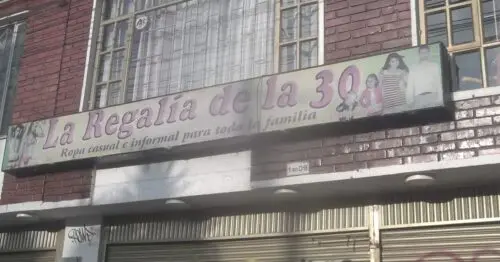 La Regalía de la 30
Ropa casual e informal para toda la familia